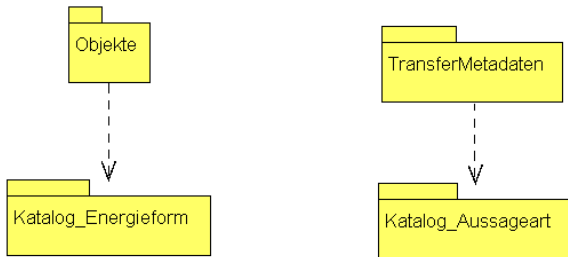 Objekte
TransferMetadaten
Katalog_Energieform
Katalog_Aussageart